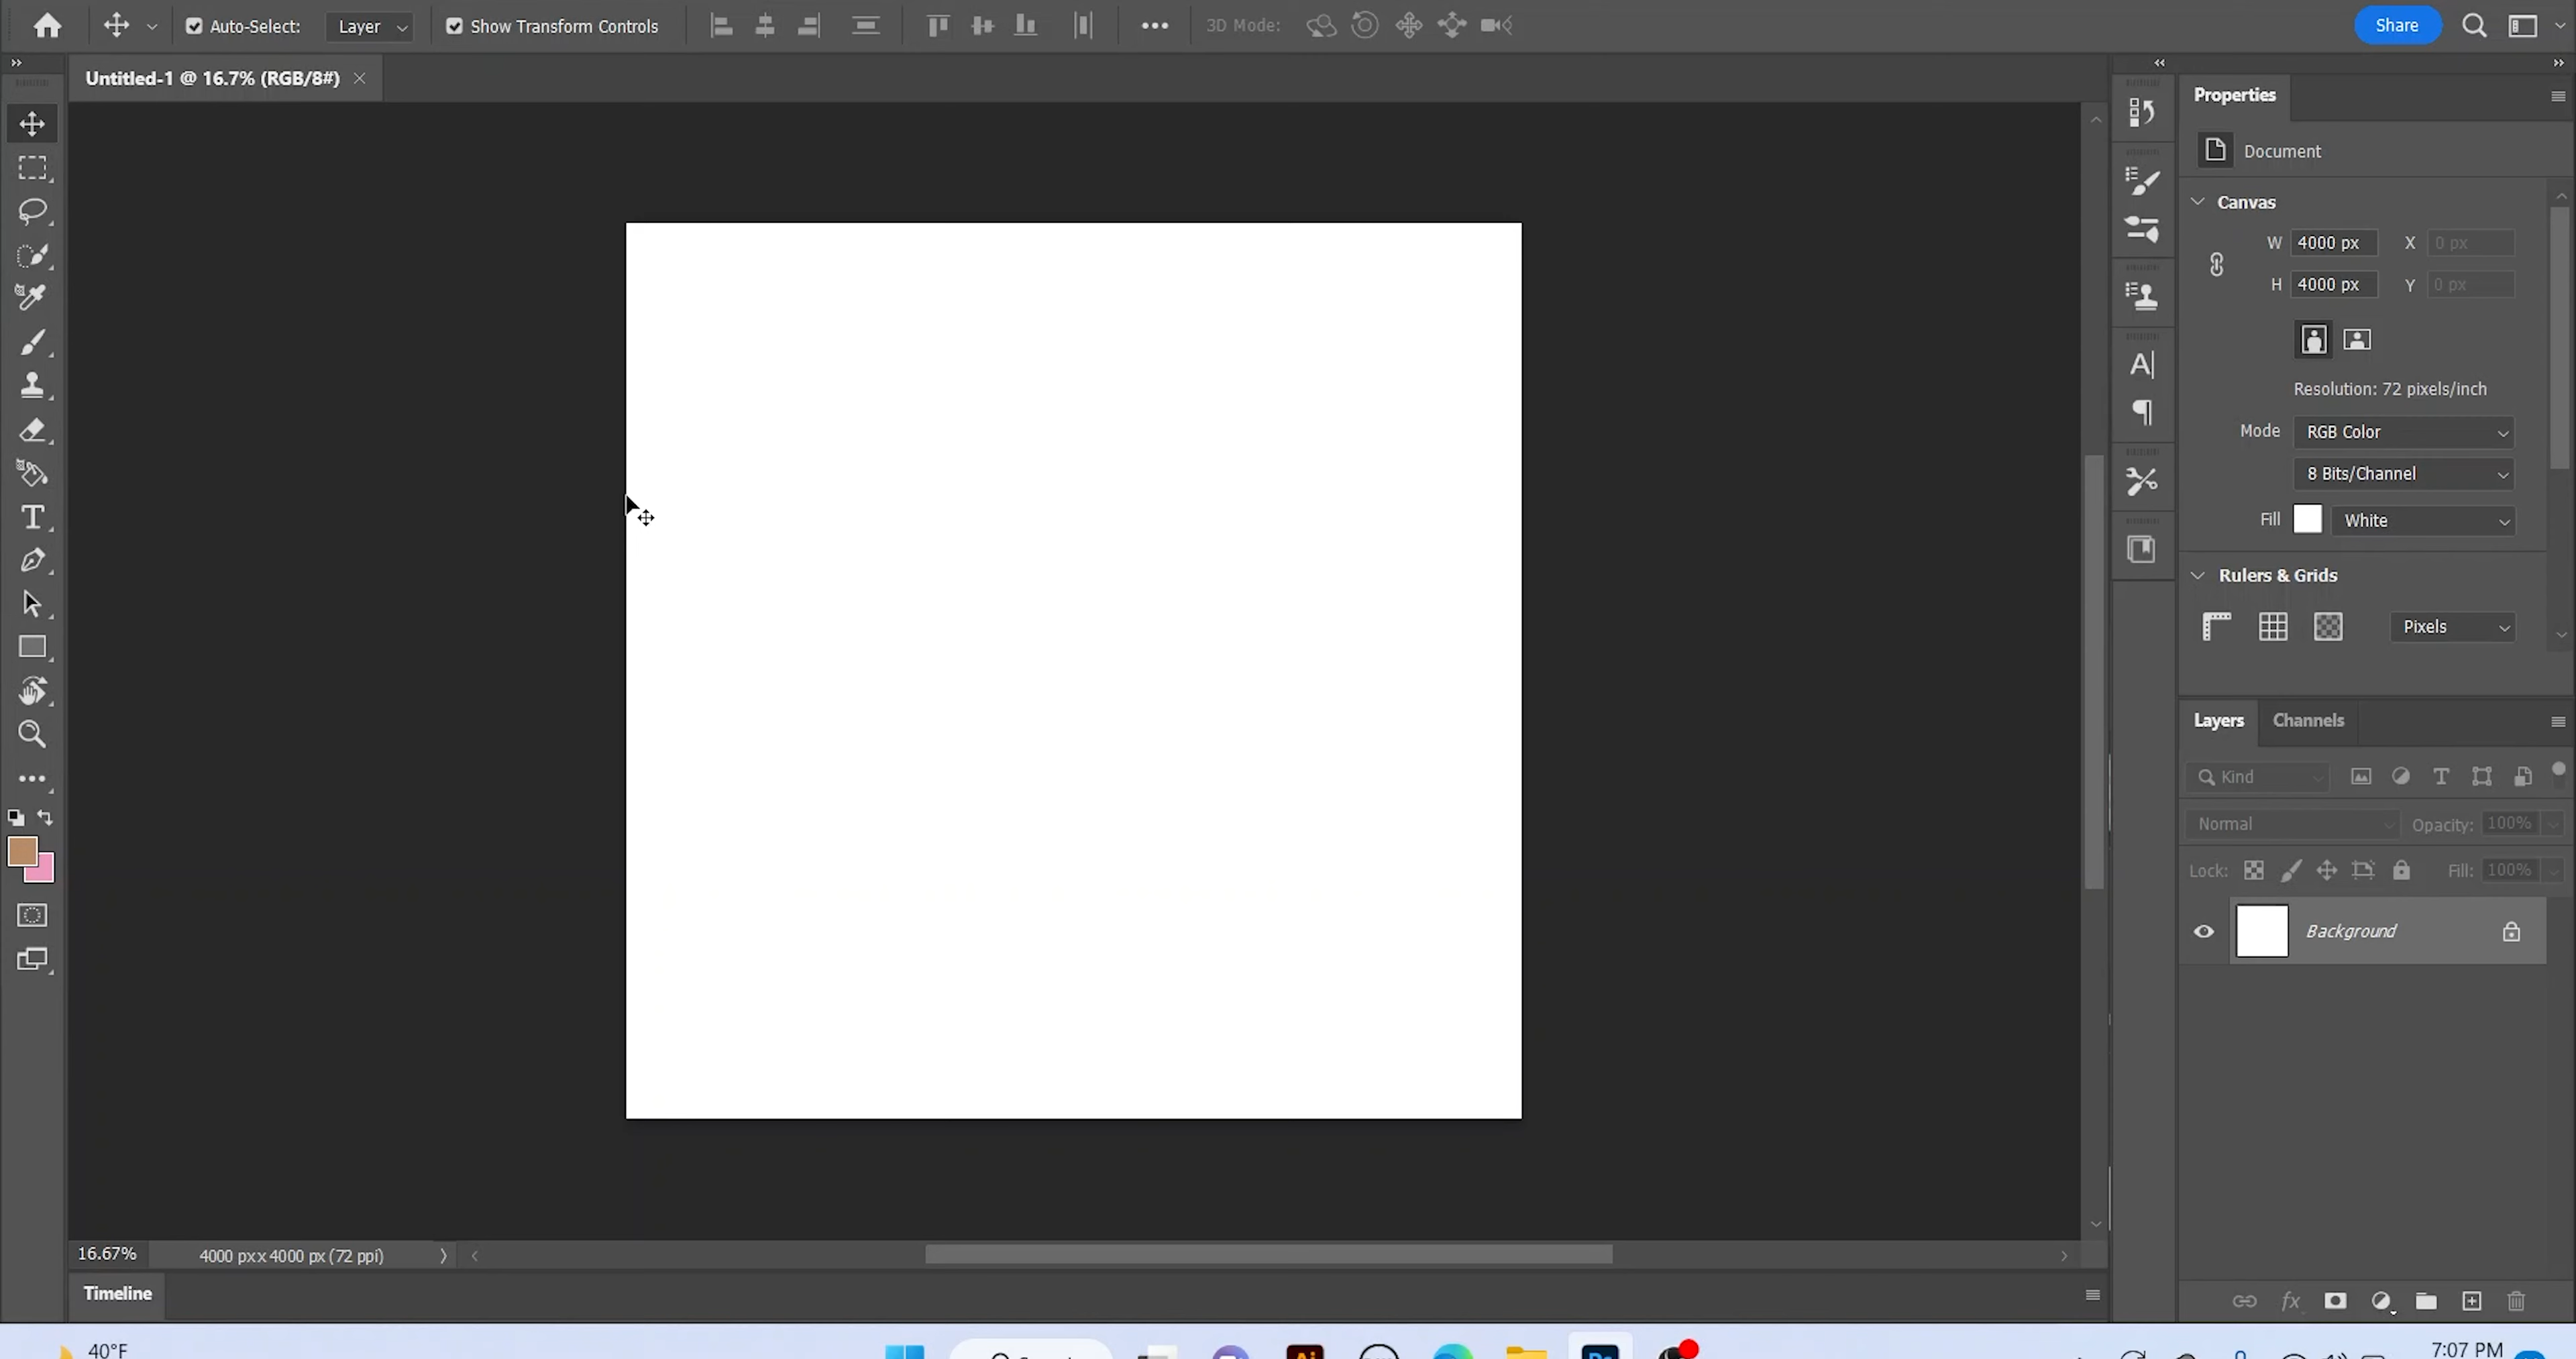 Auto-Select: Layer Show Transform Controls 3D Mode: Share
Untitled-1 @ 16.7% (RGB/8#)
Properties
Document
Canvas
W 4000 px X 0 px
H 4000 px Y 0 px
Resolution: 72 pixels/inch
Mode RGB Color
8 Bits/Channel
Fill White
Rulers & Grids
Pixels
Layers Channels
Kind
Normal Opacity: 100%
Lock: Fill: 100%
Background
16.67% 4000 px x 4000 px (72 ppi)
Timeline
40°F 7:07 PM